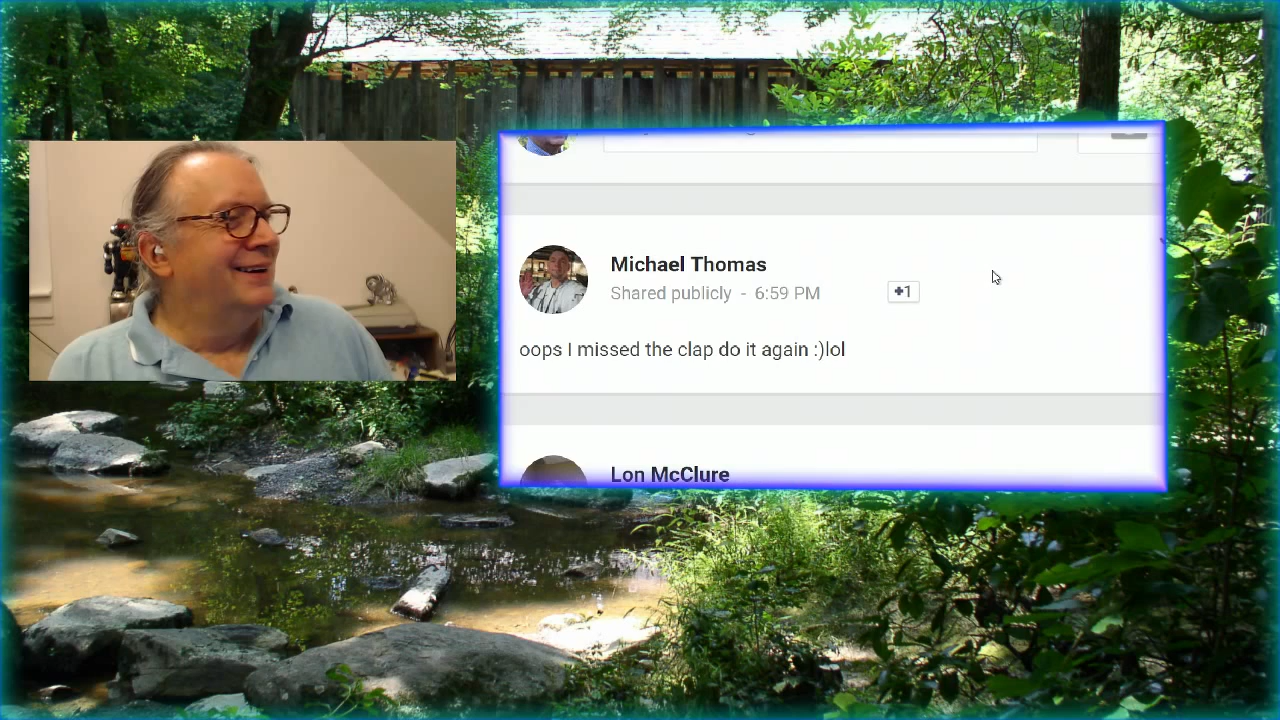 Michael Thomas
Shared publicly - 6:59 PM
+1
oops I missed the clap do it again :)lol
Lon McClure